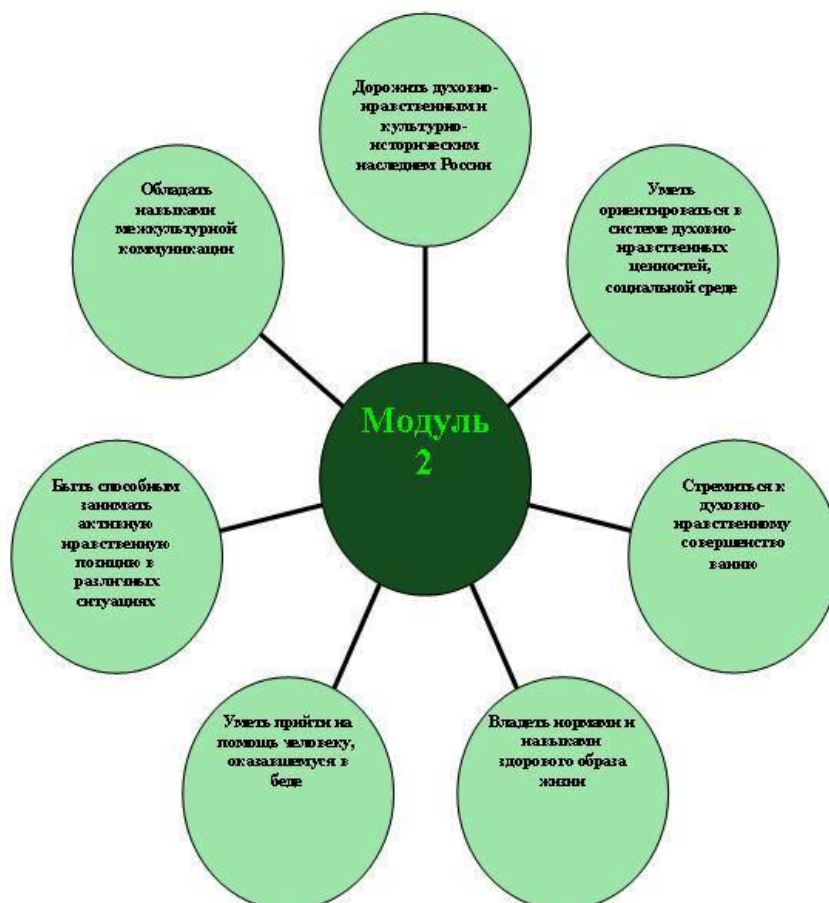 Дорожить духовно-
нравственным и
культурно-
историческим
наследием России
Уметь
ориентироваться в
системе духовно-
нравственных
ценностей,
социальной среде
Стремиться к
духовно-
нравственному
совершенство
ванию
Владеть нормами и
навыками
здорового образа
жизни
Уметь прийти на
помощь человеку,
оказавшемуся в
беде
Быть способным
занимать
активную
нравственную
позицию в
различных
ситуациях
Обладать
навыками
межкультурной
коммуникации
Модуль
2